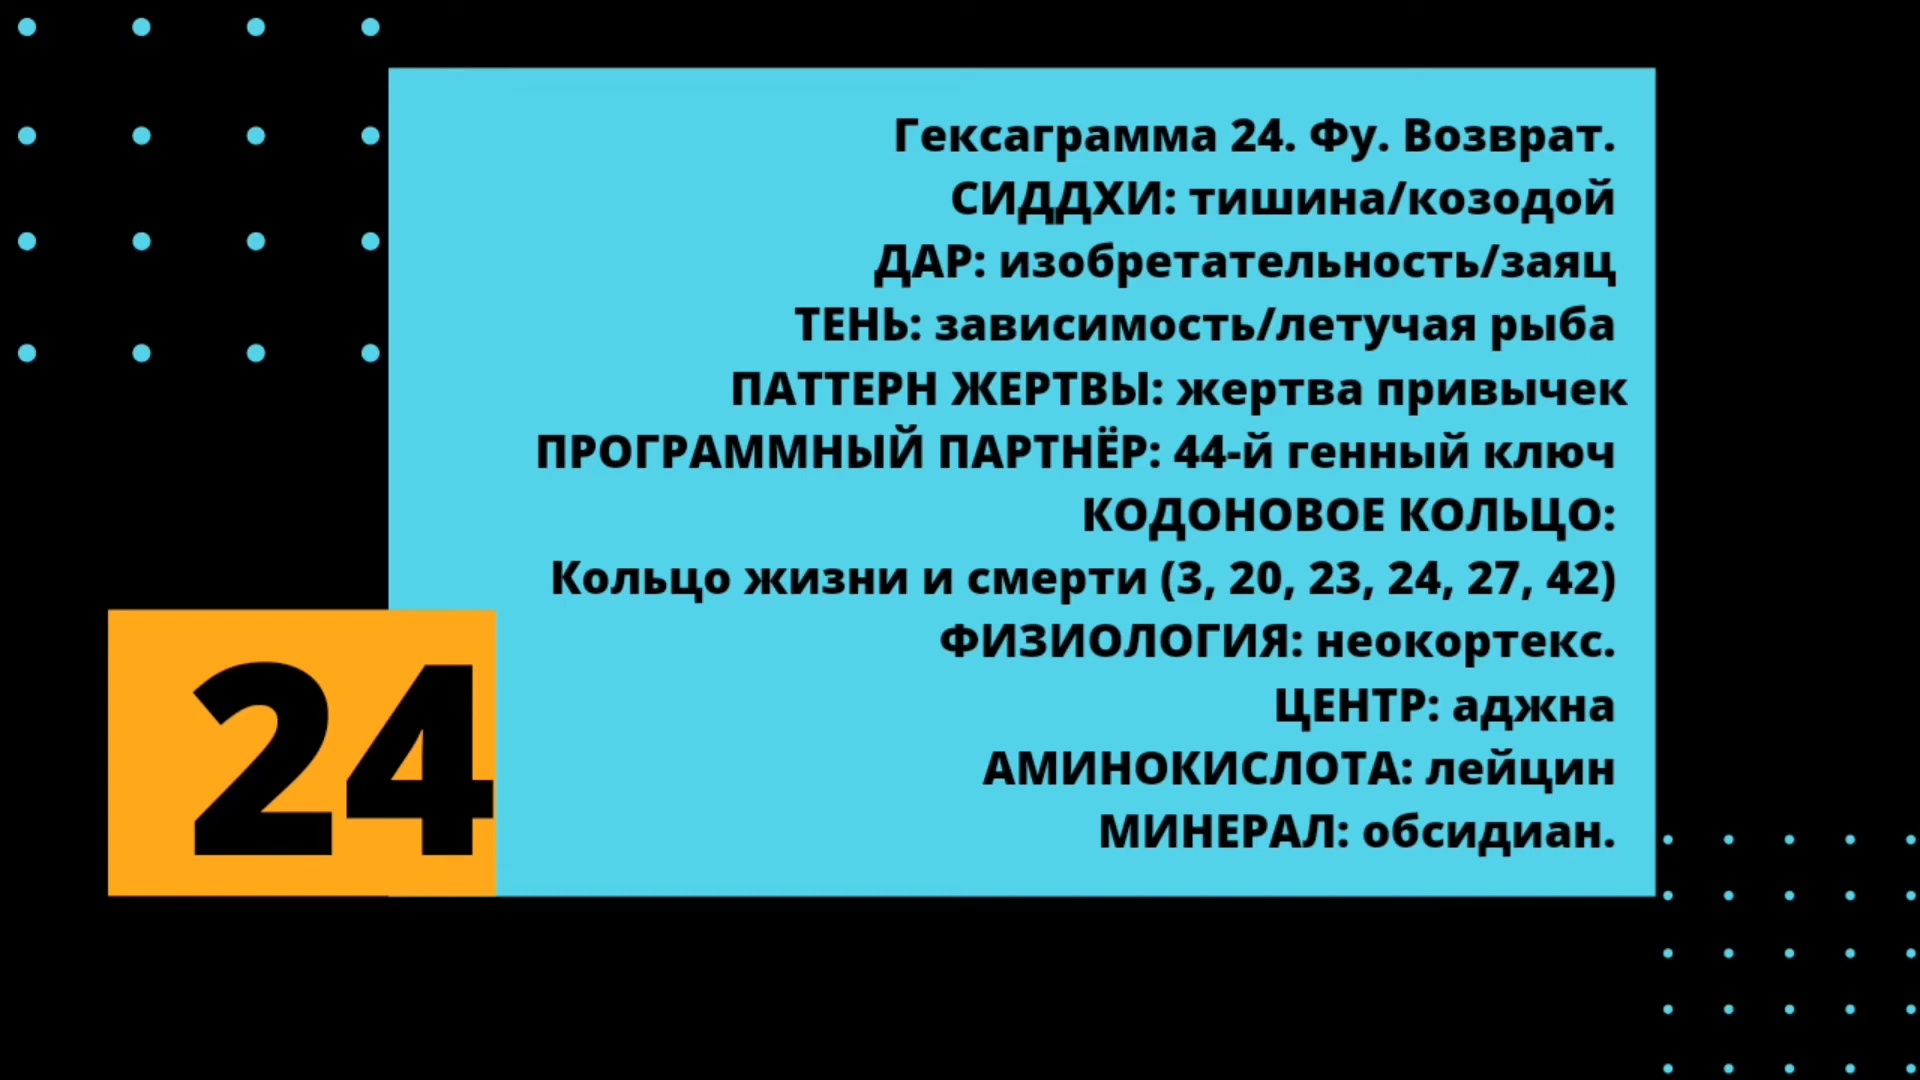 Гексаграмма 24. Фу. Возврат.
СИДДХИ: тишина/козодой
ДАР: изобретательность/заяц
ТЕНЬ: зависимость/летучая рыба
ПАТТЕРН ЖЕРТВЫ: жертва привычек
ПРОГРАММНЫЙ ПАРТНЁР: 44-й генный ключ
КОДОНОВОЕ КОЛЬЦО:
Кольцо жизни и смерти (3, 20, 23, 24, 27, 42)
ФИЗИОЛОГИЯ: неокортекс.
ЦЕНТР: аджна
АМИНОКИСЛОТА: лейцин
МИНЕРАЛ: обсидиан.
24